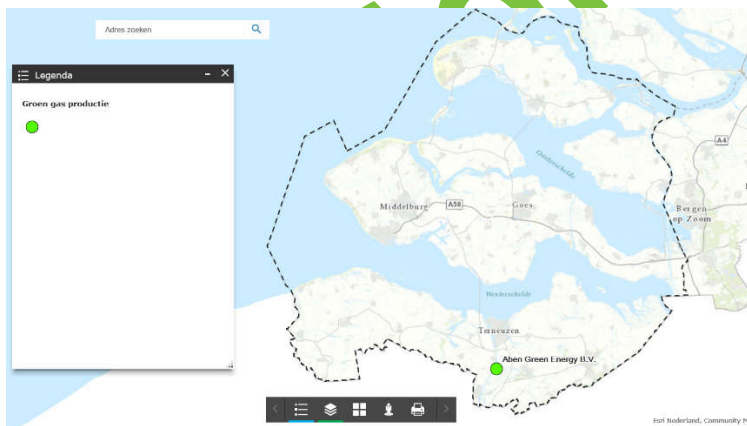 Adres zoeken
Legenda
Groen gas productie
A4
Oosterschelde
Middelburg
A58
Goes
Bergen
op Zoom
Westerschelde
Terneuzen
Aben Green Energy B.V.
Esri Nederland, Community M